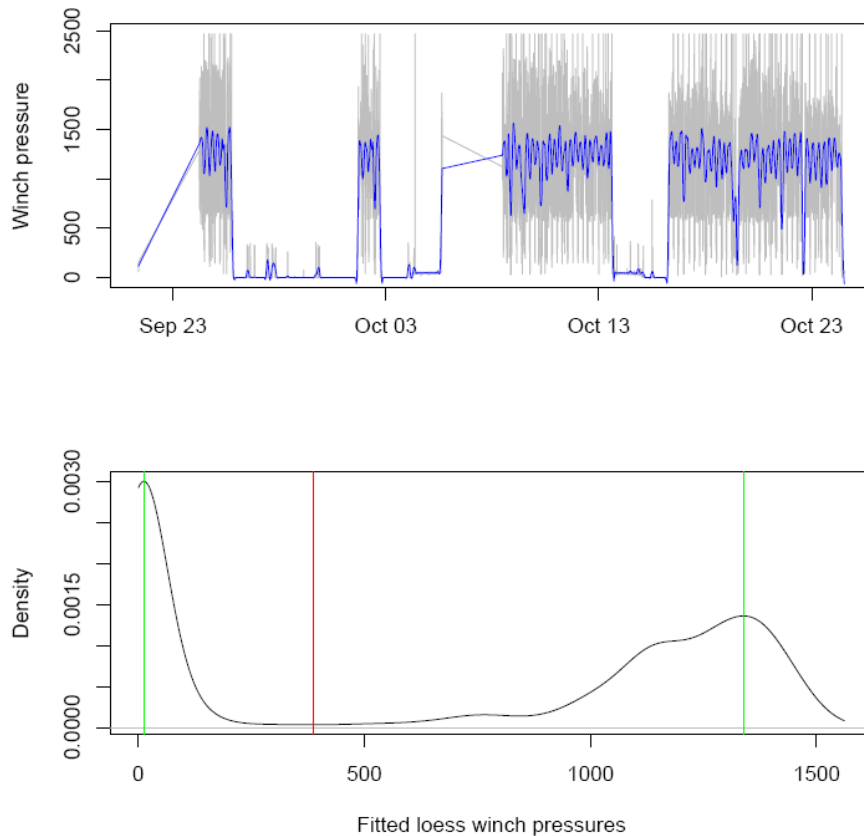 Winch pressure
2500
1500
500
0
Sep 23
Oct 03
Oct 13
Oct 23
Density
0.0030
0.0015
0.0000
0
500
1000
1500
Fitted loess winch pressures